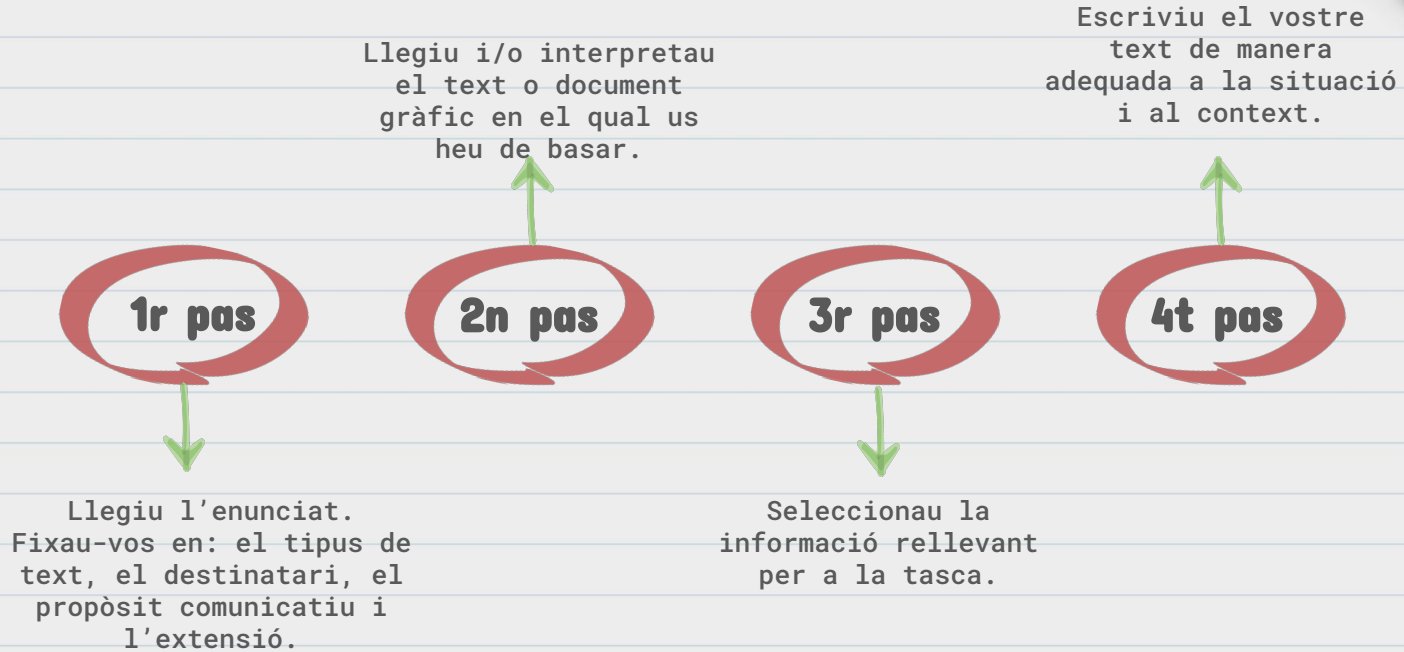 1r pas
Llegiu l’enunciat.
Fixau-vos en: el tipus de
text, el destinatari, el
propòsit comunicatiu i
l’extensió.
2n pas
Llegiu i/o interpretau
el text o document
gràfic en el qual us
heu de basar.
3r pas
Seleccionau la
informació rellevant
per a la tasca.
4t pas
Escriviu el vostre
text de manera
adequada a la situació
i al context.